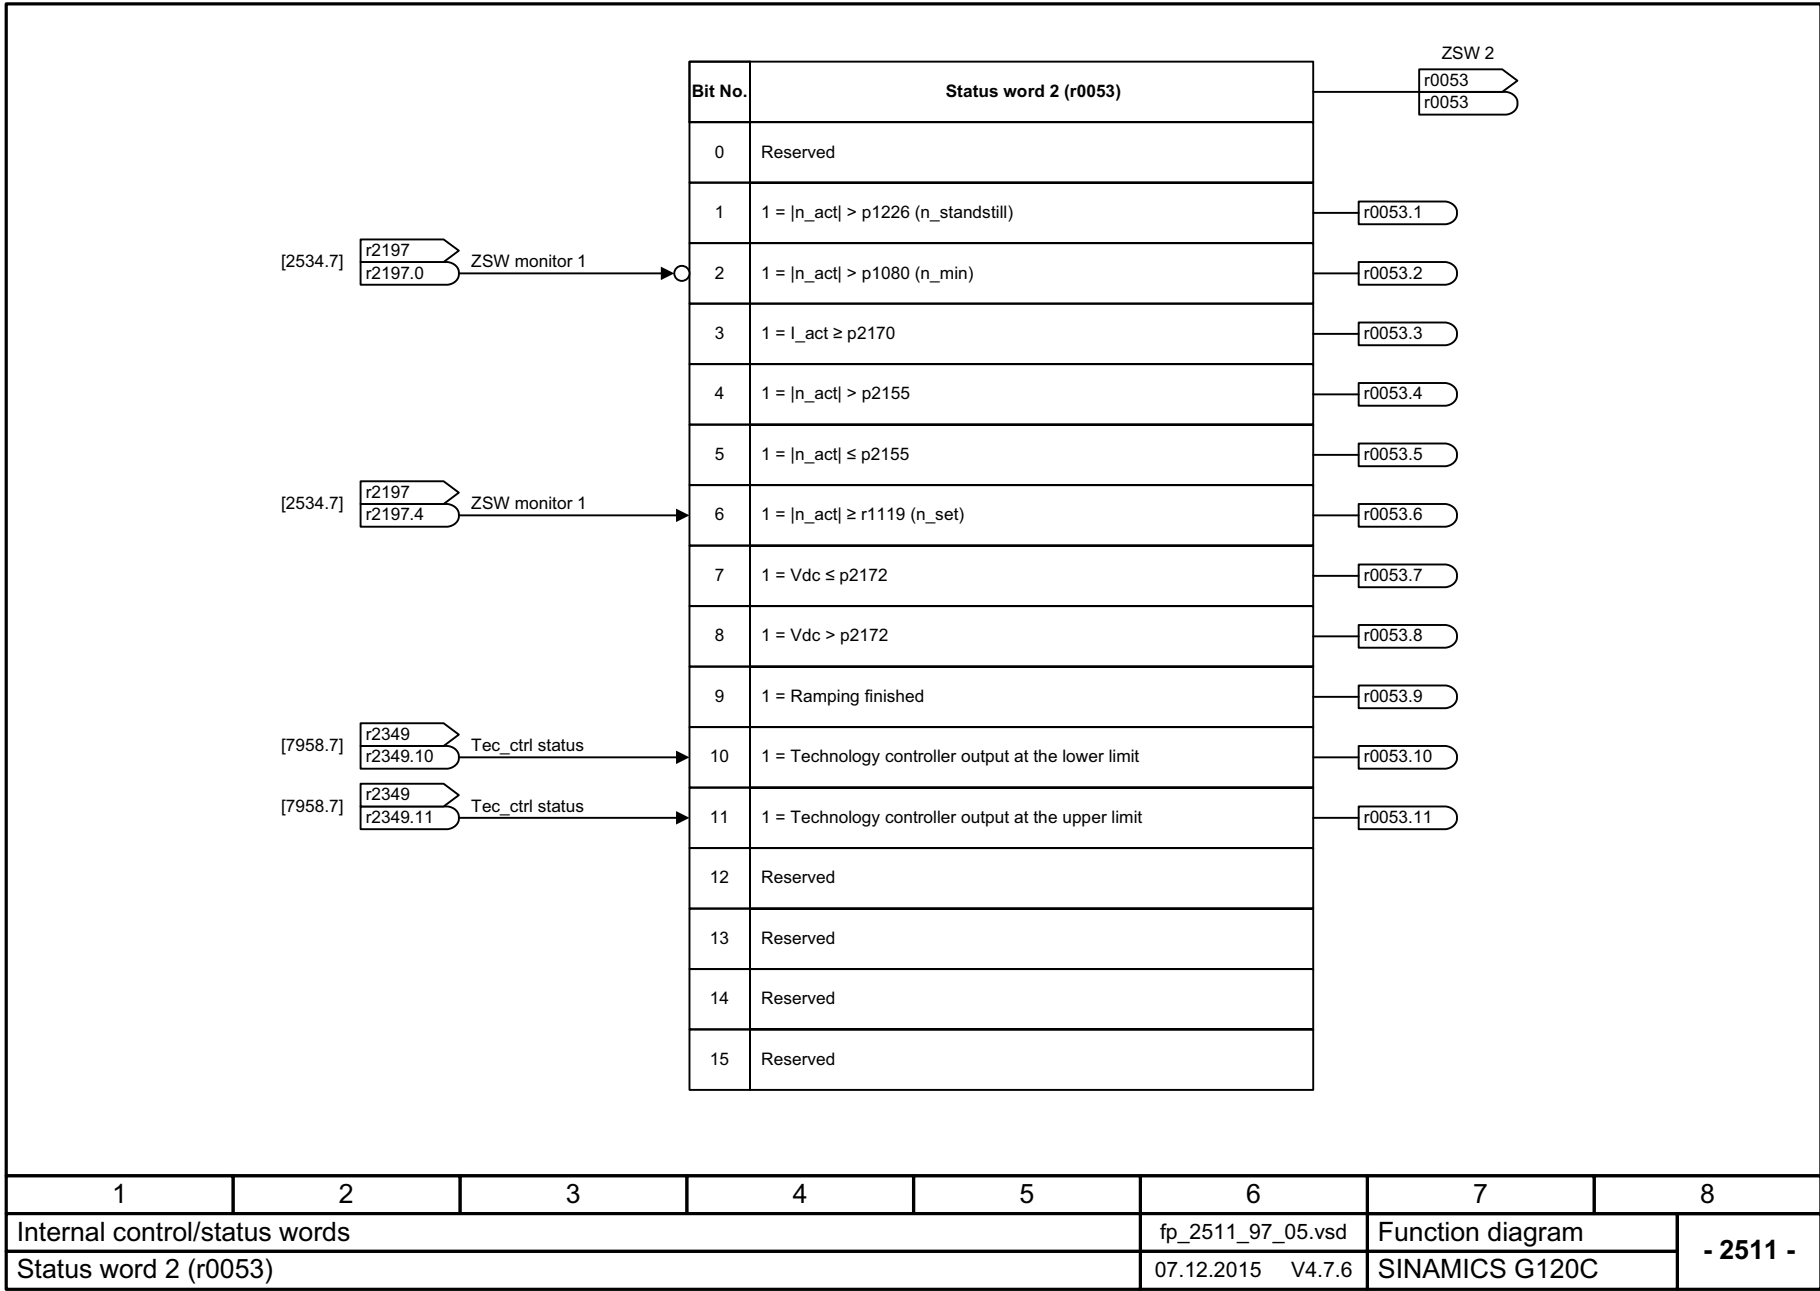 ZSW 2
r0053
r0053
Bit No. Status word 2 (r0053)
0 Reserved
1 1 = |n_act| > p1226 (n_standstill) r0053.1
[2534.7] r2197
r2197.0 ZSW monitor 1
2 1 = |n_act| > p1080 (n_min) r0053.2
3 1 = I_act ≥ p2170 r0053.3
4 1 = |n_act| > p2155 r0053.4
5 1 = |n_act| ≤ p2155 r0053.5
[2534.7] r2197
r2197.4 ZSW monitor 1
6 1 = |n_act| ≥ r1119 (n_set) r0053.6
7 1 = Vdc ≤ p2172 r0053.7
8 1 = Vdc > p2172 r0053.8
9 1 = Ramping finished r0053.9
[7958.7] r2349
r2349.10 Tec_ctrl status
10 1 = Technology controller output at the lower limit r0053.10
[7958.7] r2349
r2349.11 Tec_ctrl status
11 1 = Technology controller output at the upper limit r0053.11
12 Reserved
13 Reserved
14 Reserved
15 Reserved
1 2 3 4 5 6 7 8
Internal control/status words fp_2511_97_05.vsd Function diagram - 2511 -
Status word 2 (r0053) 07.12.2015 V4.7.6 SINAMICS G120C